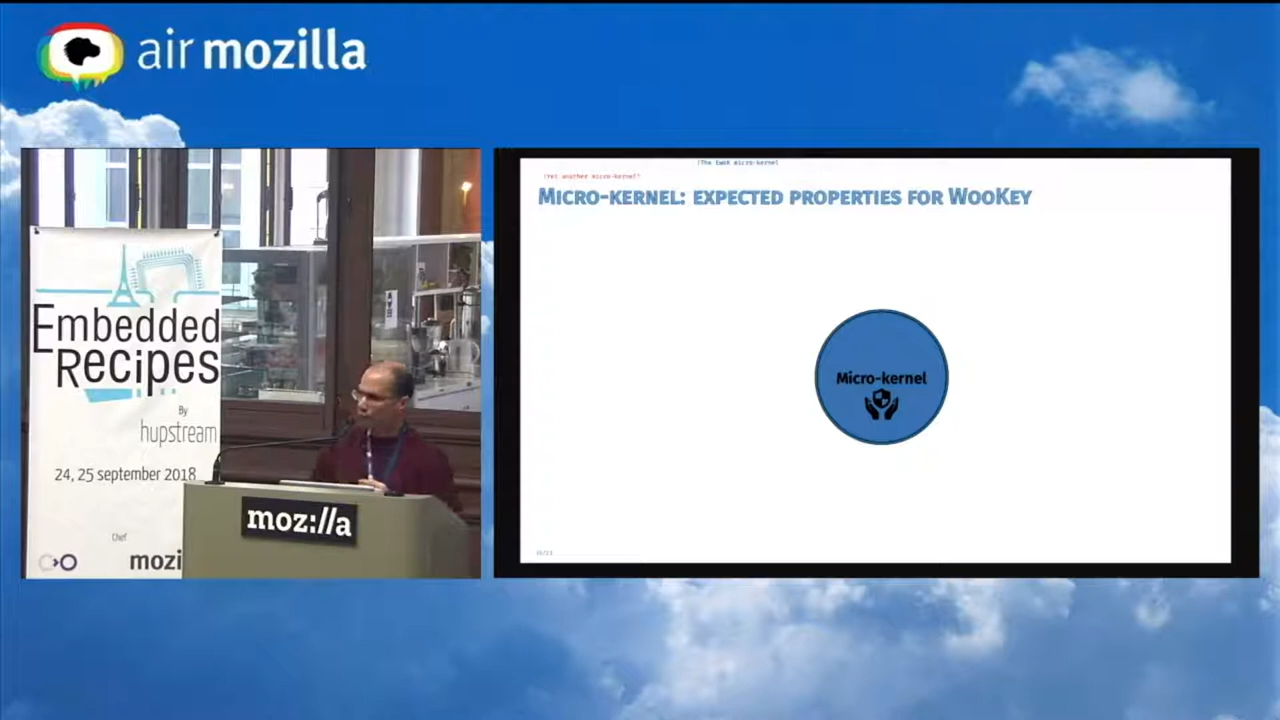 air mozilla
Embedded
Recipes
By
hupstream
24, 25 september 2018
Chef
mozi
moz://a
|The EwoK micro-kernel
|Yet another micro-kernel?
Micro-kernel: expected properties for WooKey
Micro-kernel